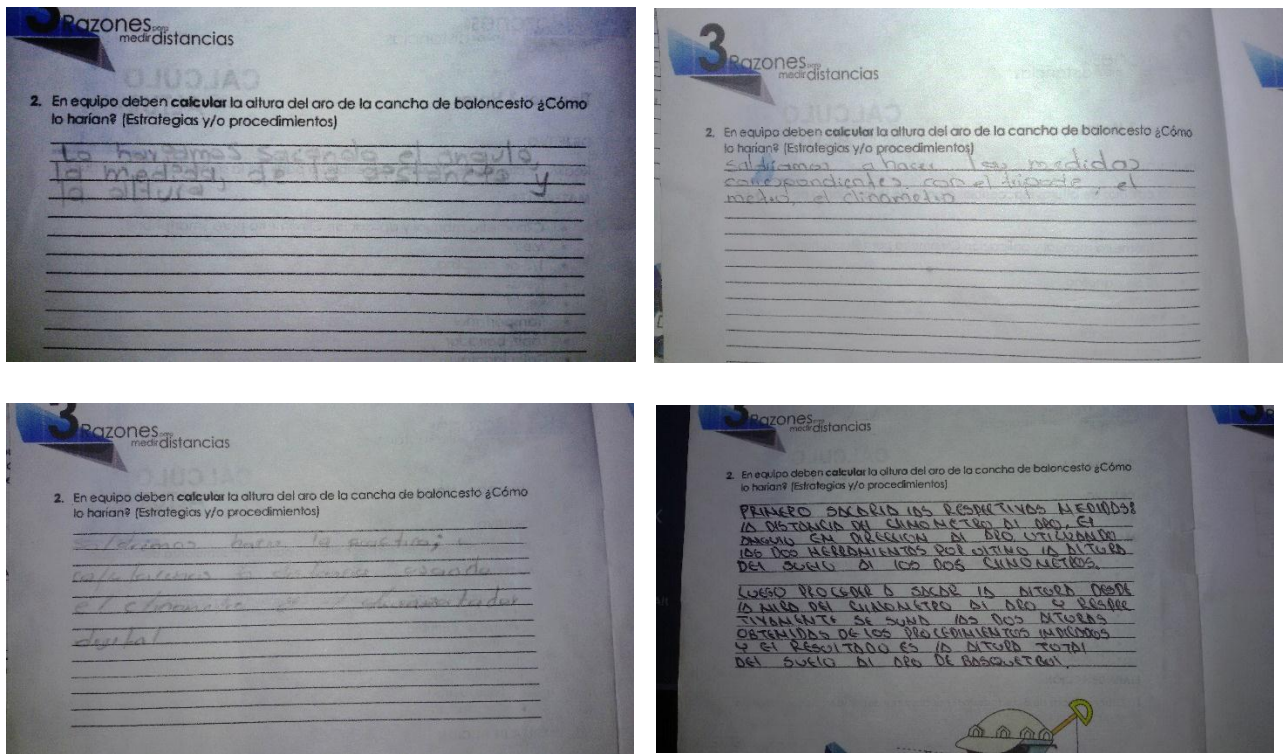 3 Razones para
medir distancias
2. En equipo deben calcular la altura del aro de la cancha de baloncesto ¿Cómo
lo harían? (Estrategias y/o procedimientos)
Lo haríamos sacando el angulo,
la medida, de la distancia y
la altura
3 Razones para
medir distancias
2. En equipo deben calcular la altura del aro de la cancha de baloncesto ¿Cómo
lo harían? (Estrategias y/o procedimientos)
Saldríamos a hacer las medidas
correspondientes con el tripode, el
metro, el clinometro
3 Razones para
medir distancias
2. En equipo deben calcular la altura del aro de la cancha de baloncesto ¿Cómo
lo harían? (Estrategias y/o procedimientos)
saldriamos hacer la practica;
la distancia usando
el
digital
3 Razones para
medir distancias
2. En equipo deben calcular la altura del aro de la cancha de baloncesto ¿Cómo
lo harían? (Estrategias y/o procedimientos)
PRIMERO SACARIA LAS RESPECTIVAS MEDIDAS:
LA DISTANCIA DEL CLINOMETRO AL ARO, EL
ANGULO EN DIRECCION AL ARO UTILIZANDO
LAS DOS HERRAMIENTAS POR ULTIMO LA ALTURA
DEL SUELO A LOS DOS CLINOMETROS.
LUEGO PROCEDER A SACAR LA ALTURA DESDE
LA MIRA DEL CLINOMETRO AL ARO Y RESPEC
TIVAMENTE SE SUMA LAS DOS ALTURAS
OBTENIDAS DE LOS PROCEDIMIENTOS INDICADOS
Y EL RESULTADO ES LA ALTURA TOTAL
DEL SUELO AL ARO DE BASQUETBOL.